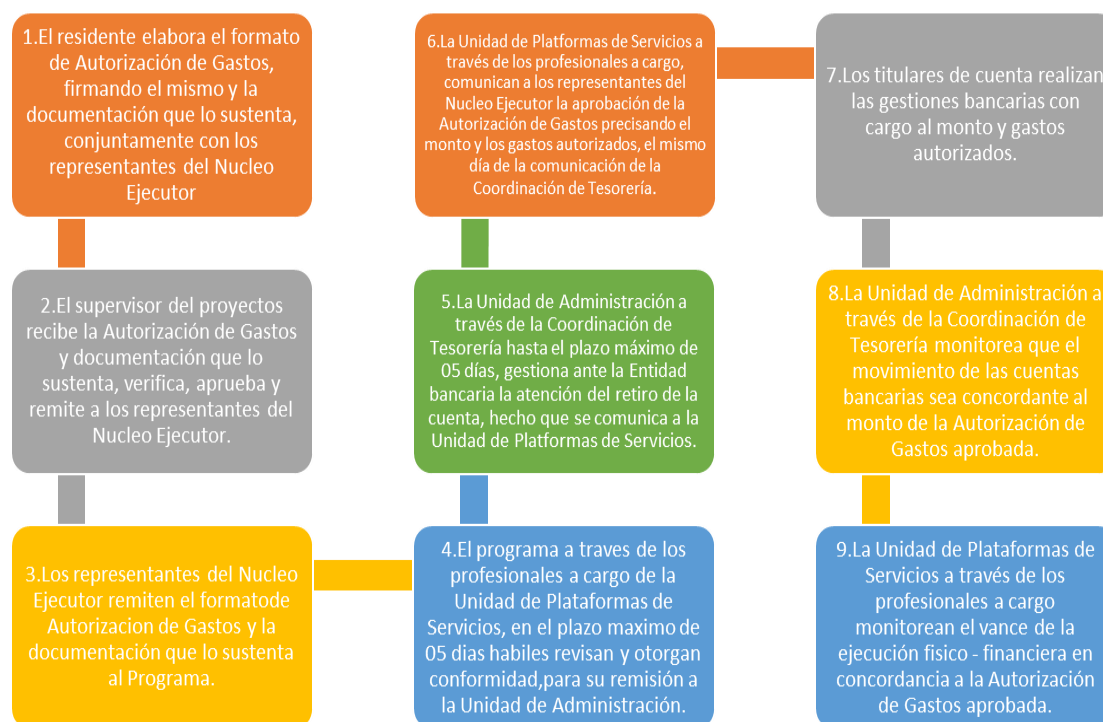 1.El residente elabora el formato
de Autorización de Gastos,
firmando el mismo y la
documentación que lo sustenta,
conjuntamente con los
representantes del Nucleo
Ejecutor
2.El supervisor del proyectos
recibe la Autorización de Gastos
y documentación que lo
sustenta, verifica, aprueba y
remite a los representantes del
Nucleo Ejecutor.
3.Los representantes del Nucleo
Ejecutor remiten el formatode
Autorizacion de Gastos y la
documentación que lo sustenta
al Programa.
4.El programa a traves de los
profesionales a cargo de la
Unidad de Plataformas de
Servicios, en el plazo maximo de
05 dias habiles revisan y otorgan
conformidad,para su remisión a
la Unidad de Administración.
5.La Unidad de Administración a
través de la Coordinación de
Tesorería hasta el plazo máximo de
05 días, gestiona ante la Entidad
bancaria la atención del retiro de la
cuenta, hecho que se comunica a la
Unidad de Platformas de Servicios.
6.La Unidad de Platformas de Servicios a
través de los profesionales a cargo,
comunican a los representantes del
Nucleo Ejecutor la aprobación de la
Autorización de Gastos precisando el
monto y los gastos autorizados, el mismo
día de la comunicación de la
Coordinación de Tesorería.
7.Los titulares de cuenta realizan
las gestiones bancarias con
cargo al monto y gastos
autorizados.
8.La Unidad de Administración a
través de la Coordinación de
Tesorería monitorea que el
movimiento de las cuentas
bancarias sea concordante al
monto de la Autorización de
Gastos aprobada.
9.La Unidad de Plataformas de
Servicios a través de los
profesionales a cargo
monitorean el vance de la
ejecución fisico - financiera en
concordancia a la Autorización
de Gastos aprobada.